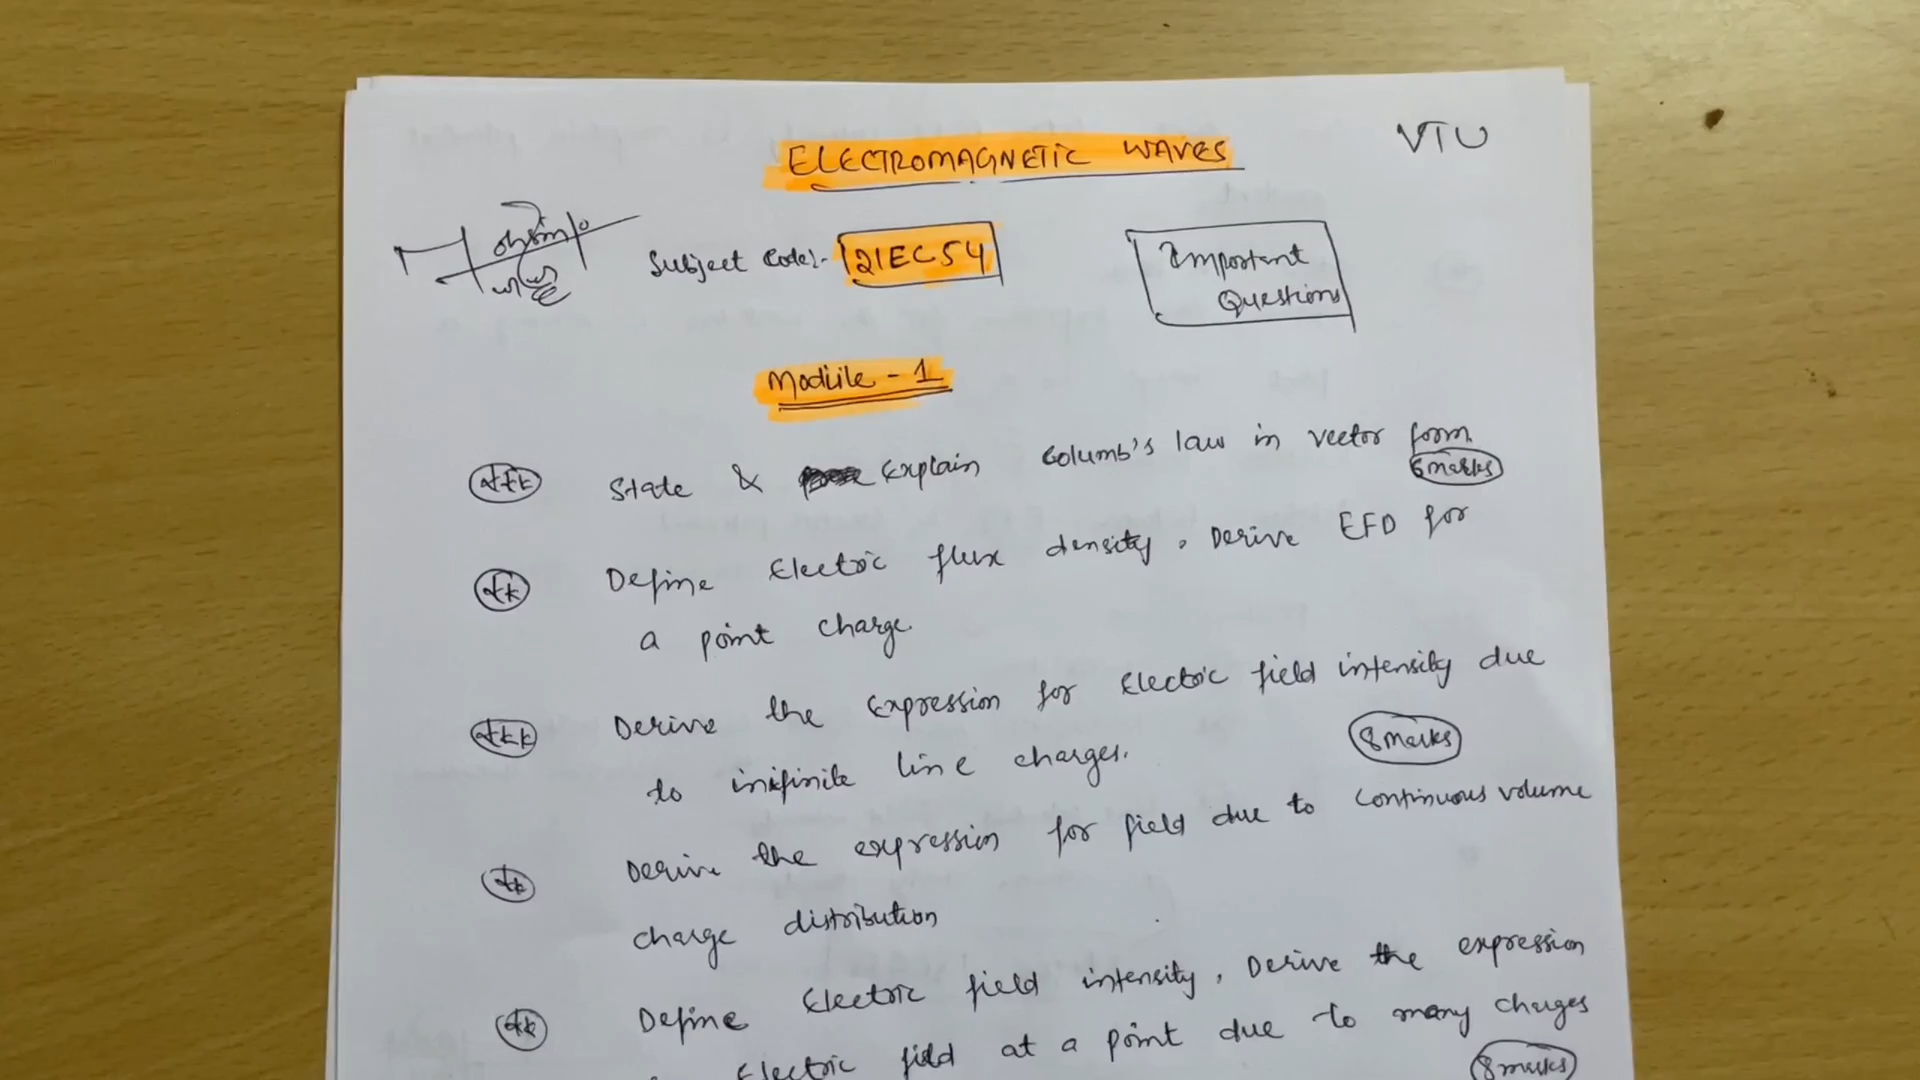 ELECTROMAGNETIC WAVES
VTU
Subject Code:- 21EC54
Important
Questions
Module - 1
State & Explain Columb's law in vector form
6 marks
Define Electric flux density, Derive EFD for
a point charge.
Derive the Expression for Electric field intensity due
to inifinite line charges.
8 marks
Derive the expression for field due to continuous volume
charge distribution
Define Electric field intensity, Derive the expression
Electric field at a point due to many charges
8 marks